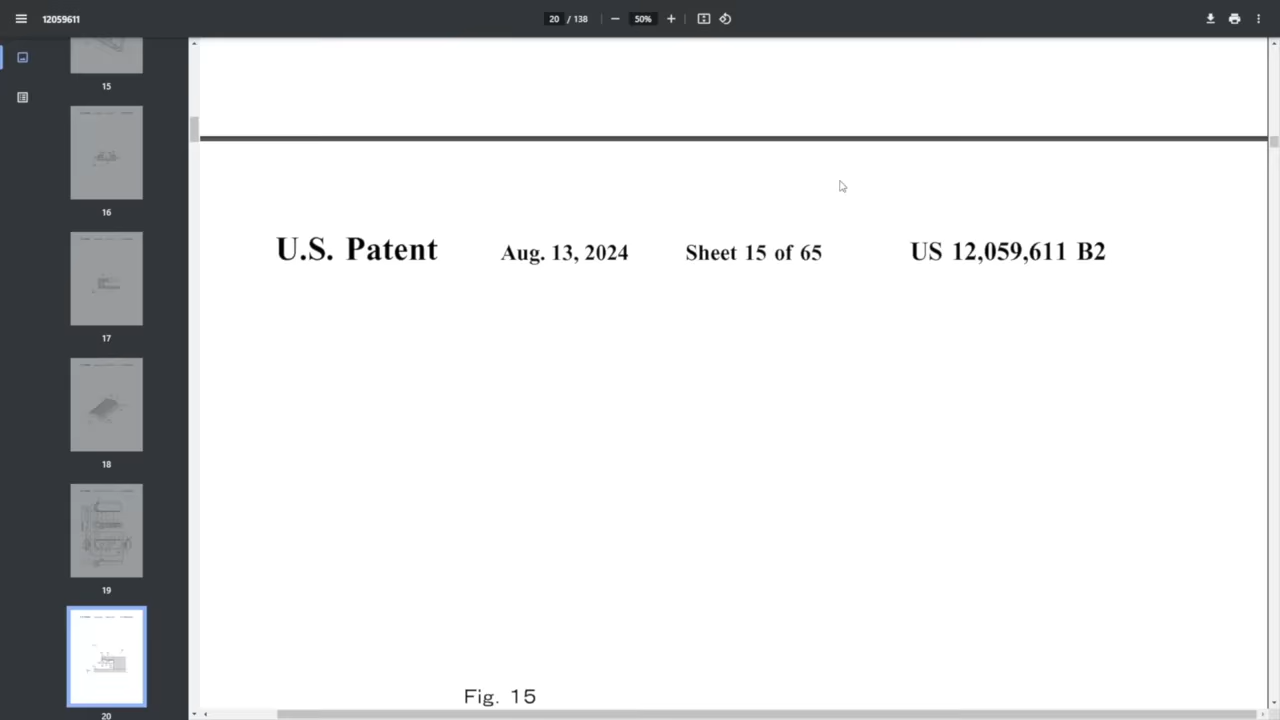 12059611
20 / 138
50%
15
16
17
18
19
20
U.S. Patent Aug. 13, 2024 Sheet 15 of 65 US 12,059,611 B2
Fig. 15